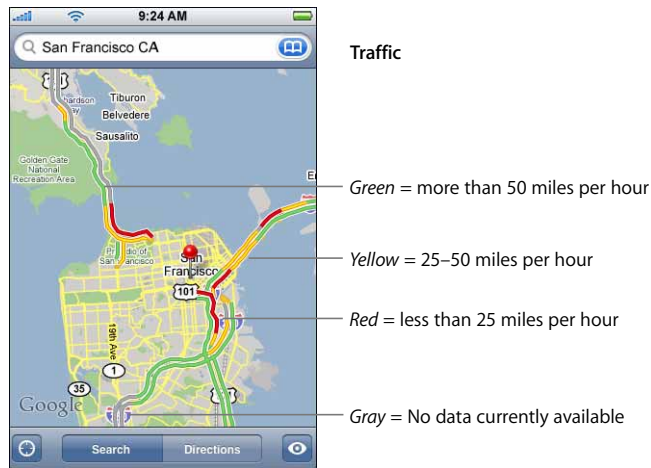 9:24 AM
San Francisco CA
Traffic
101
Tiburon
Belvedere
Sausalito
Golden Gate
National
Recreation Area
Green = more than 50 miles per hour
San
Francisco
Yellow = 25–50 miles per hour
101
Red = less than 25 miles per hour
19th Ave
1
35
Google
Gray = No data currently available
Search
Directions